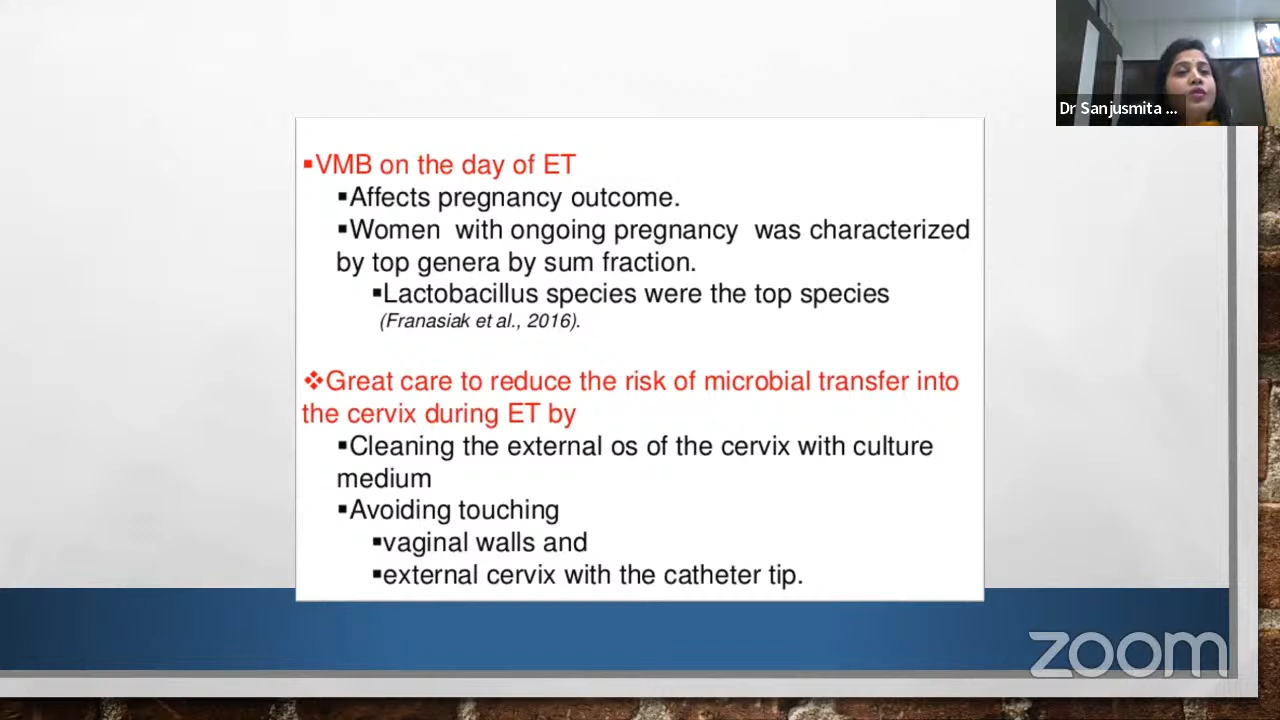 Dr Sanjusmita ...
▪VMB on the day of ET
▪Affects pregnancy outcome.
▪Women with ongoing pregnancy was characterized
by top genera by sum fraction.
▪Lactobacillus species were the top species
(Franasiak et al., 2016).
❖Great care to reduce the risk of microbial transfer into
the cervix during ET by
▪Cleaning the external os of the cervix with culture
medium
▪Avoiding touching
▪vaginal walls and
▪external cervix with the catheter tip.
zoom